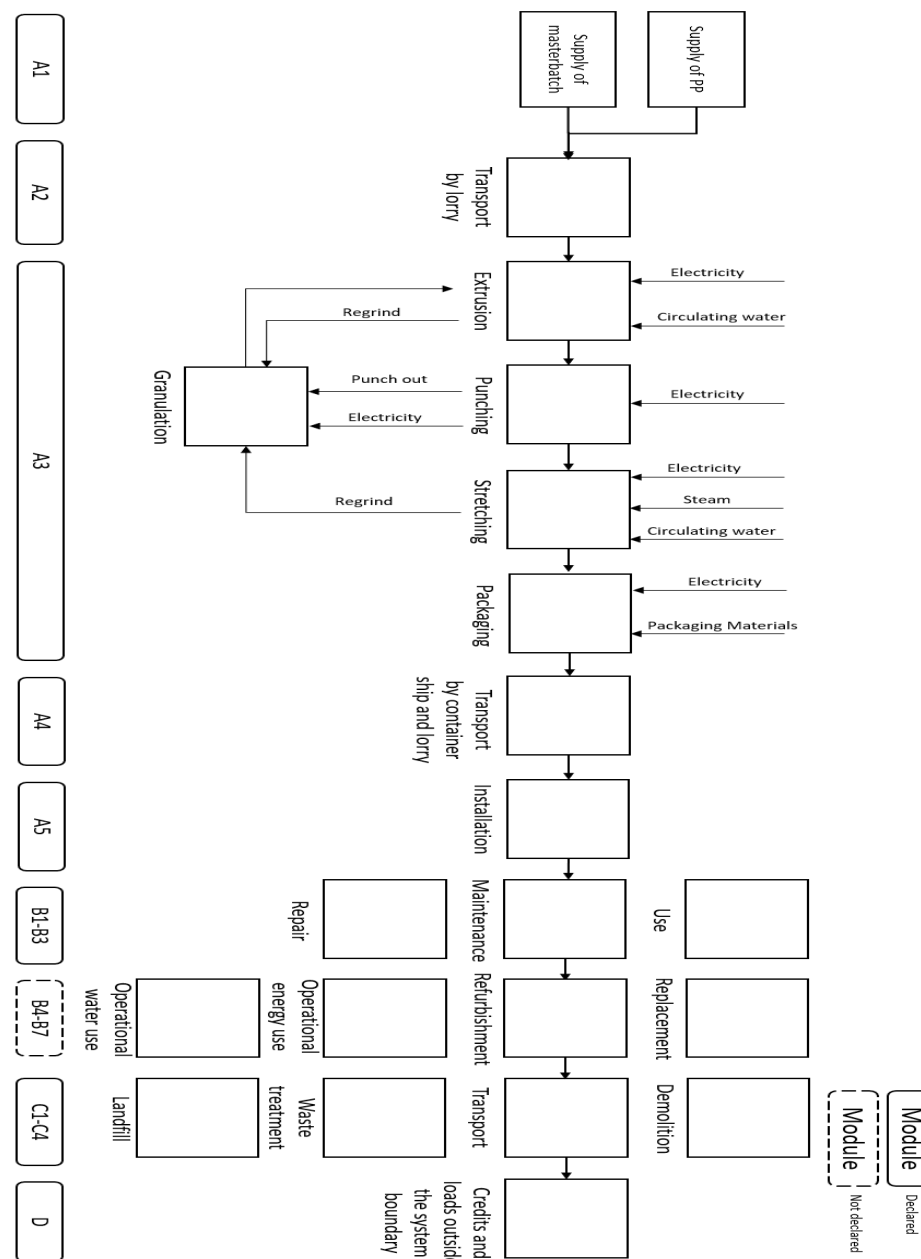 A1
Supply of
masterbatch
Supply of PP
A2
Transport
by lorry
A3
Extrusion
Electricity
Circulating water
Regrind
Granulation
Punch out
Electricity
Punching
Electricity
Stretching
Electricity
Steam
Circulating water
Regrind
Packaging
Electricity
Packaging Materials
A4
Transport
by container
ship and lorry
A5
Installation
B1-B3
Repair
Maintenance
Use
B4-B7
Operational
water use
Operational
energy use
Refurbishment
Replacement
C1-C4
Landfill
Waste
treatment
Transport
Demolition
D
Credits and
loads outside
the system
boundary
Module
Declared
Module
Not declared